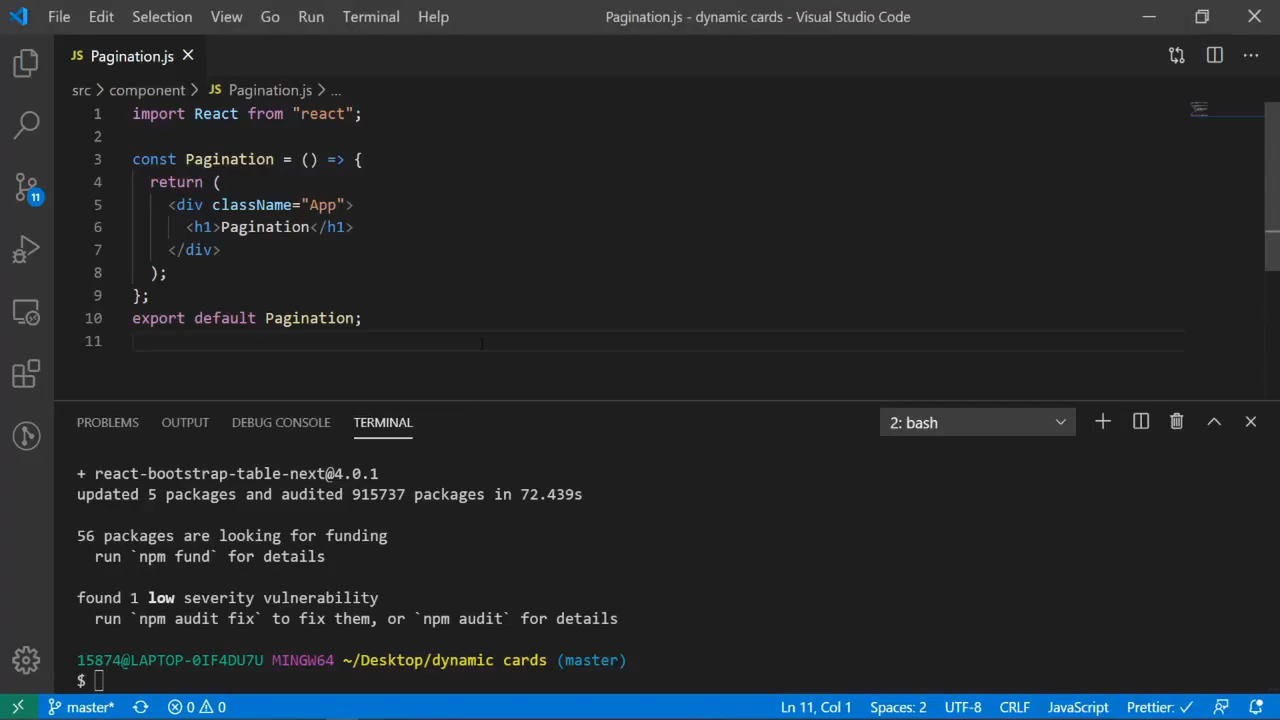 File Edit Selection View Go Run Terminal Help Pagination.js - dynamic cards - Visual Studio Code
JS Pagination.js
src > component > JS Pagination.js > ...
1 import React from "react";
2
3 const Pagination = () => {
4 return (
5 <div className="App">
6 <h1>Pagination</h1>
7 </div>
8 );
9 };
10 export default Pagination;
11
11
PROBLEMS OUTPUT DEBUG CONSOLE TERMINAL 2: bash
+ react-bootstrap-table-next@4.0.1
updated 5 packages and audited 915737 packages in 72.439s
56 packages are looking for funding
run `npm fund` for details
found 1 low severity vulnerability
run `npm audit fix` to fix them, or `npm audit` for details
15874@LAPTOP-0IF4DU7U MINGW64 ~/Desktop/dynamic cards (master)
$
master* 0 0 Ln 11, Col 1 Spaces: 2 UTF-8 CRLF JavaScript Prettier: ✓